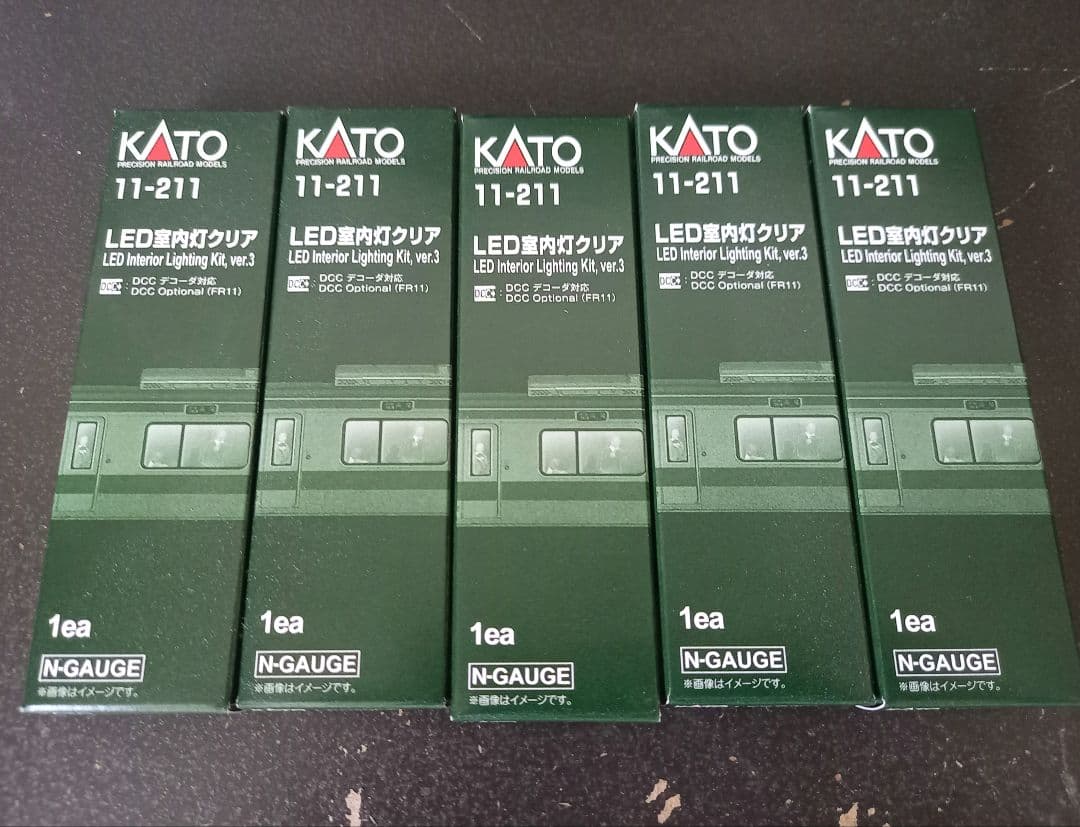 KATO
PRECISION RAILROAD MODELS
11-211
LED室内灯クリア
LED Interior Lighting Kit, ver.3
DCC : DCC デコーダ対応
DCC Optional (FR11)
1ea
N-GAUGE
※画像はイメージです。
KATO
PRECISION RAILROAD MODELS
11-211
LED室内灯クリア
LED Interior Lighting Kit, ver.3
DCC : DCC デコーダ対応
DCC Optional (FR11)
1ea
N-GAUGE
※画像はイメージです。
KATO
PRECISION RAILROAD MODELS
11-211
LED室内灯クリア
LED Interior Lighting Kit, ver.3
DCC : DCC デコーダ対応
DCC Optional (FR11)
1ea
N-GAUGE
※画像はイメージです。
KATO
PRECISION RAILROAD MODELS
11-211
LED室内灯クリア
LED Interior Lighting Kit, ver.3
DCC : DCC デコーダ対応
DCC Optional (FR11)
1ea
N-GAUGE
※画像はイメージです。
KATO
PRECISION RAILROAD MODELS
11-211
LED室内灯クリア
LED Interior Lighting Kit, ver.3
DCC : DCC デコーダ対応
DCC Optional (FR11)
1ea
N-GAUGE
※画像はイメージです。